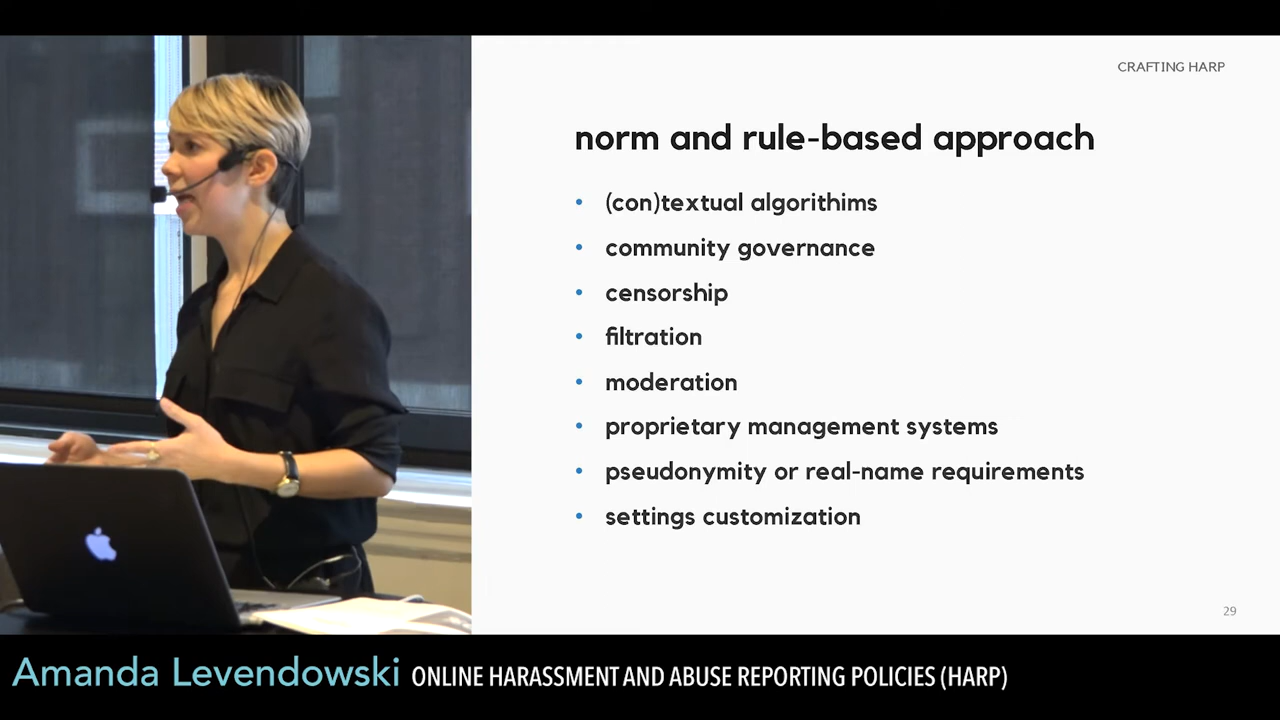 CRAFTING HARP
norm and rule-based approach
• (con)textual algorithims
• community governance
• censorship
• filtration
• moderation
• proprietary management systems
• pseudonymity or real-name requirements
• settings customization
29
Amanda Levendowski ONLINE HARASSMENT AND ABUSE REPORTING POLICIES (HARP)